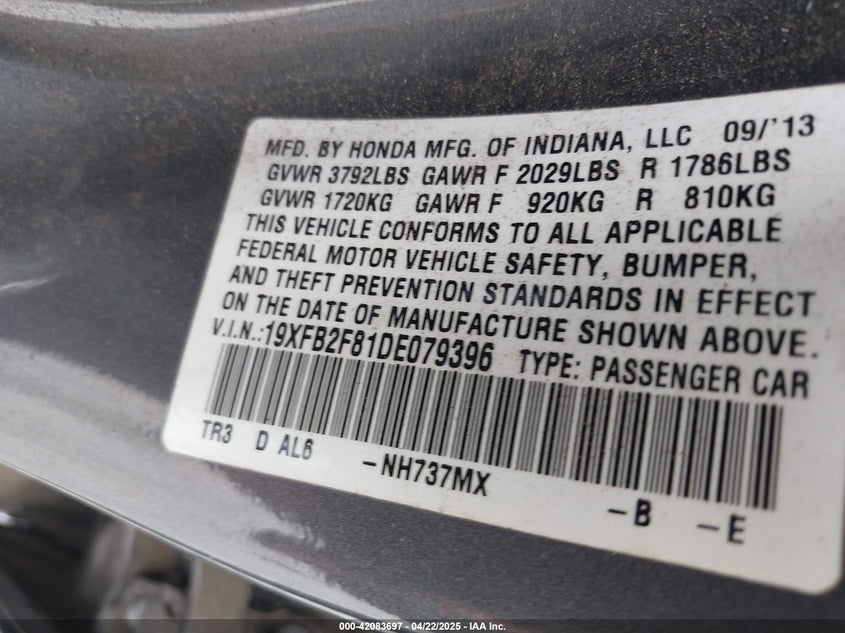 MFD. BY HONDA MFG. OF INDIANA, LLC 09/'13
GVWR 3792LBS GAWR F 2029LBS R 1786LBS
GVWR 1720KG GAWR F 920KG R 810KG
THIS VEHICLE CONFORMS TO ALL APPLICABLE
FEDERAL MOTOR VEHICLE SAFETY, BUMPER,
AND THEFT PREVENTION STANDARDS IN EFFECT
ON THE DATE OF MANUFACTURE SHOWN ABOVE.
V.I.N.:19XFB2F81DE079396 TYPE: PASSENGER CAR
TR3 D AL6 -NH737MX -B -E
000-42083697 - 04/22/2025 - IAA Inc.